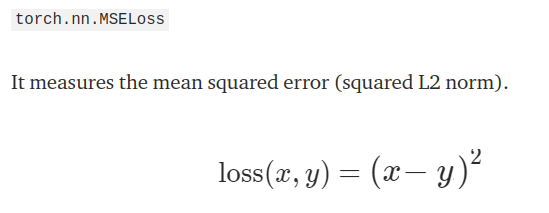 torch.nn.MSELoss
It measures the mean squared error (squared L2 norm).
loss(x, y) = (x− y)²